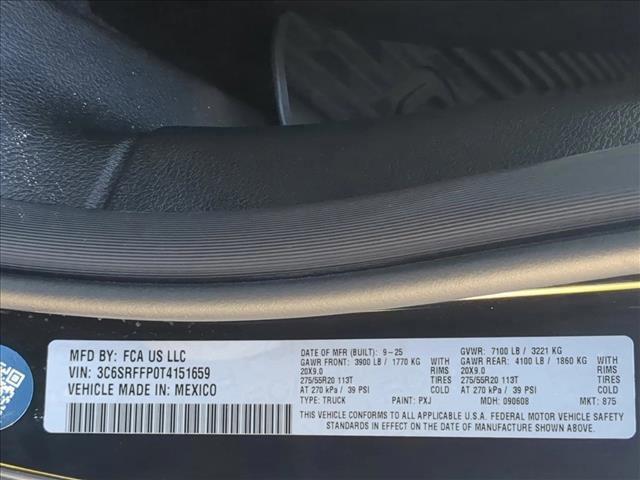 MFD BY: FCA US LLC
VIN: 3C6SRFFP0T4151659
VEHICLE MADE IN: MEXICO
DATE OF MFR (BUILT): 9-25 GVWR: 7100 LB / 3221 KG
GAWR FRONT: 3900 LB / 1770 KG WITH GAWR REAR: 4100 LB / 1860 KG WITH
20X9.0 RIMS 20X9.0 RIMS
275/55R20 113T TIRES 275/55R20 113T TIRES
AT 270 kPa / 39 PSI COLD AT 270 kPa / 39 PSI COLD
TYPE: TRUCK PAINT: PXJ MDH: 090608 MKT: 875
THIS VEHICLE CONFORMS TO ALL APPLICABLE U.S.A. FEDERAL MOTOR VEHICLE SAFETY
STANDARDS IN EFFECT ON THE DATE OF MANUFACTURE SHOWN ABOVE.